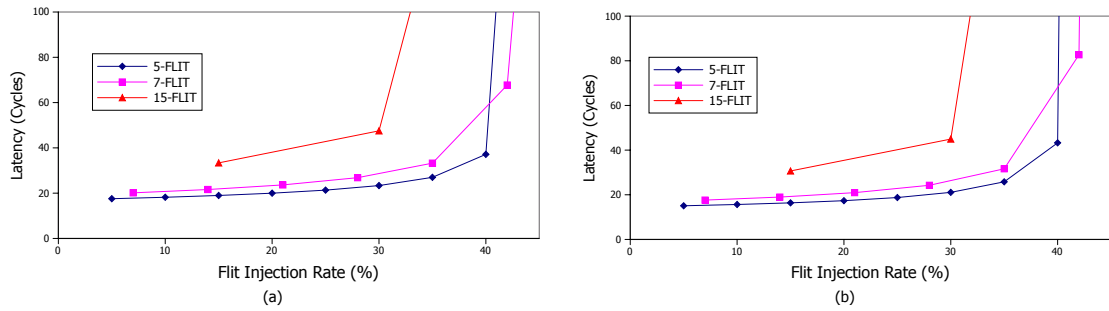 100
80
60
40
20
0
Latency (Cycles)
5-FLIT
7-FLIT
15-FLIT
0 10 20 30 40
Flit Injection Rate (%)
(a)
100
80
60
40
20
0
Latency (Cycles)
5-FLIT
7-FLIT
15-FLIT
0 10 20 30 40
Flit Injection Rate (%)
(b)